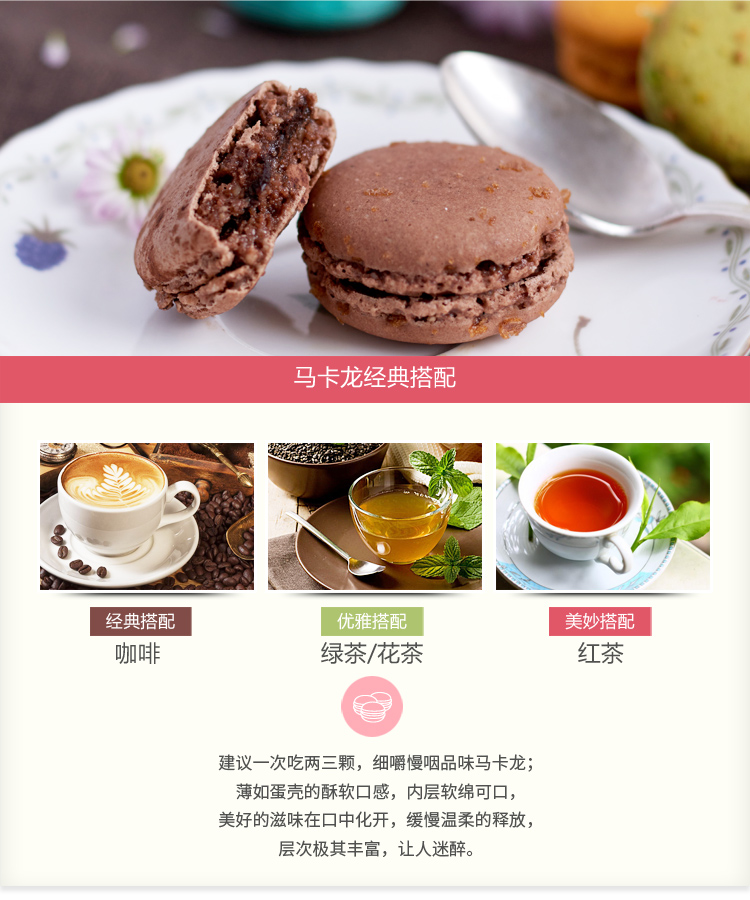 马卡龙经典搭配
经典搭配
优雅搭配
美妙搭配
咖啡
绿茶/花茶
红茶
建议一次吃两三颗，细嚼慢咽品味马卡龙；
薄如蛋壳的酥软口感，内层软绵可口，
美好的滋味在口中化开，缓慢温柔的释放，
层次极其丰富，让人迷醉。